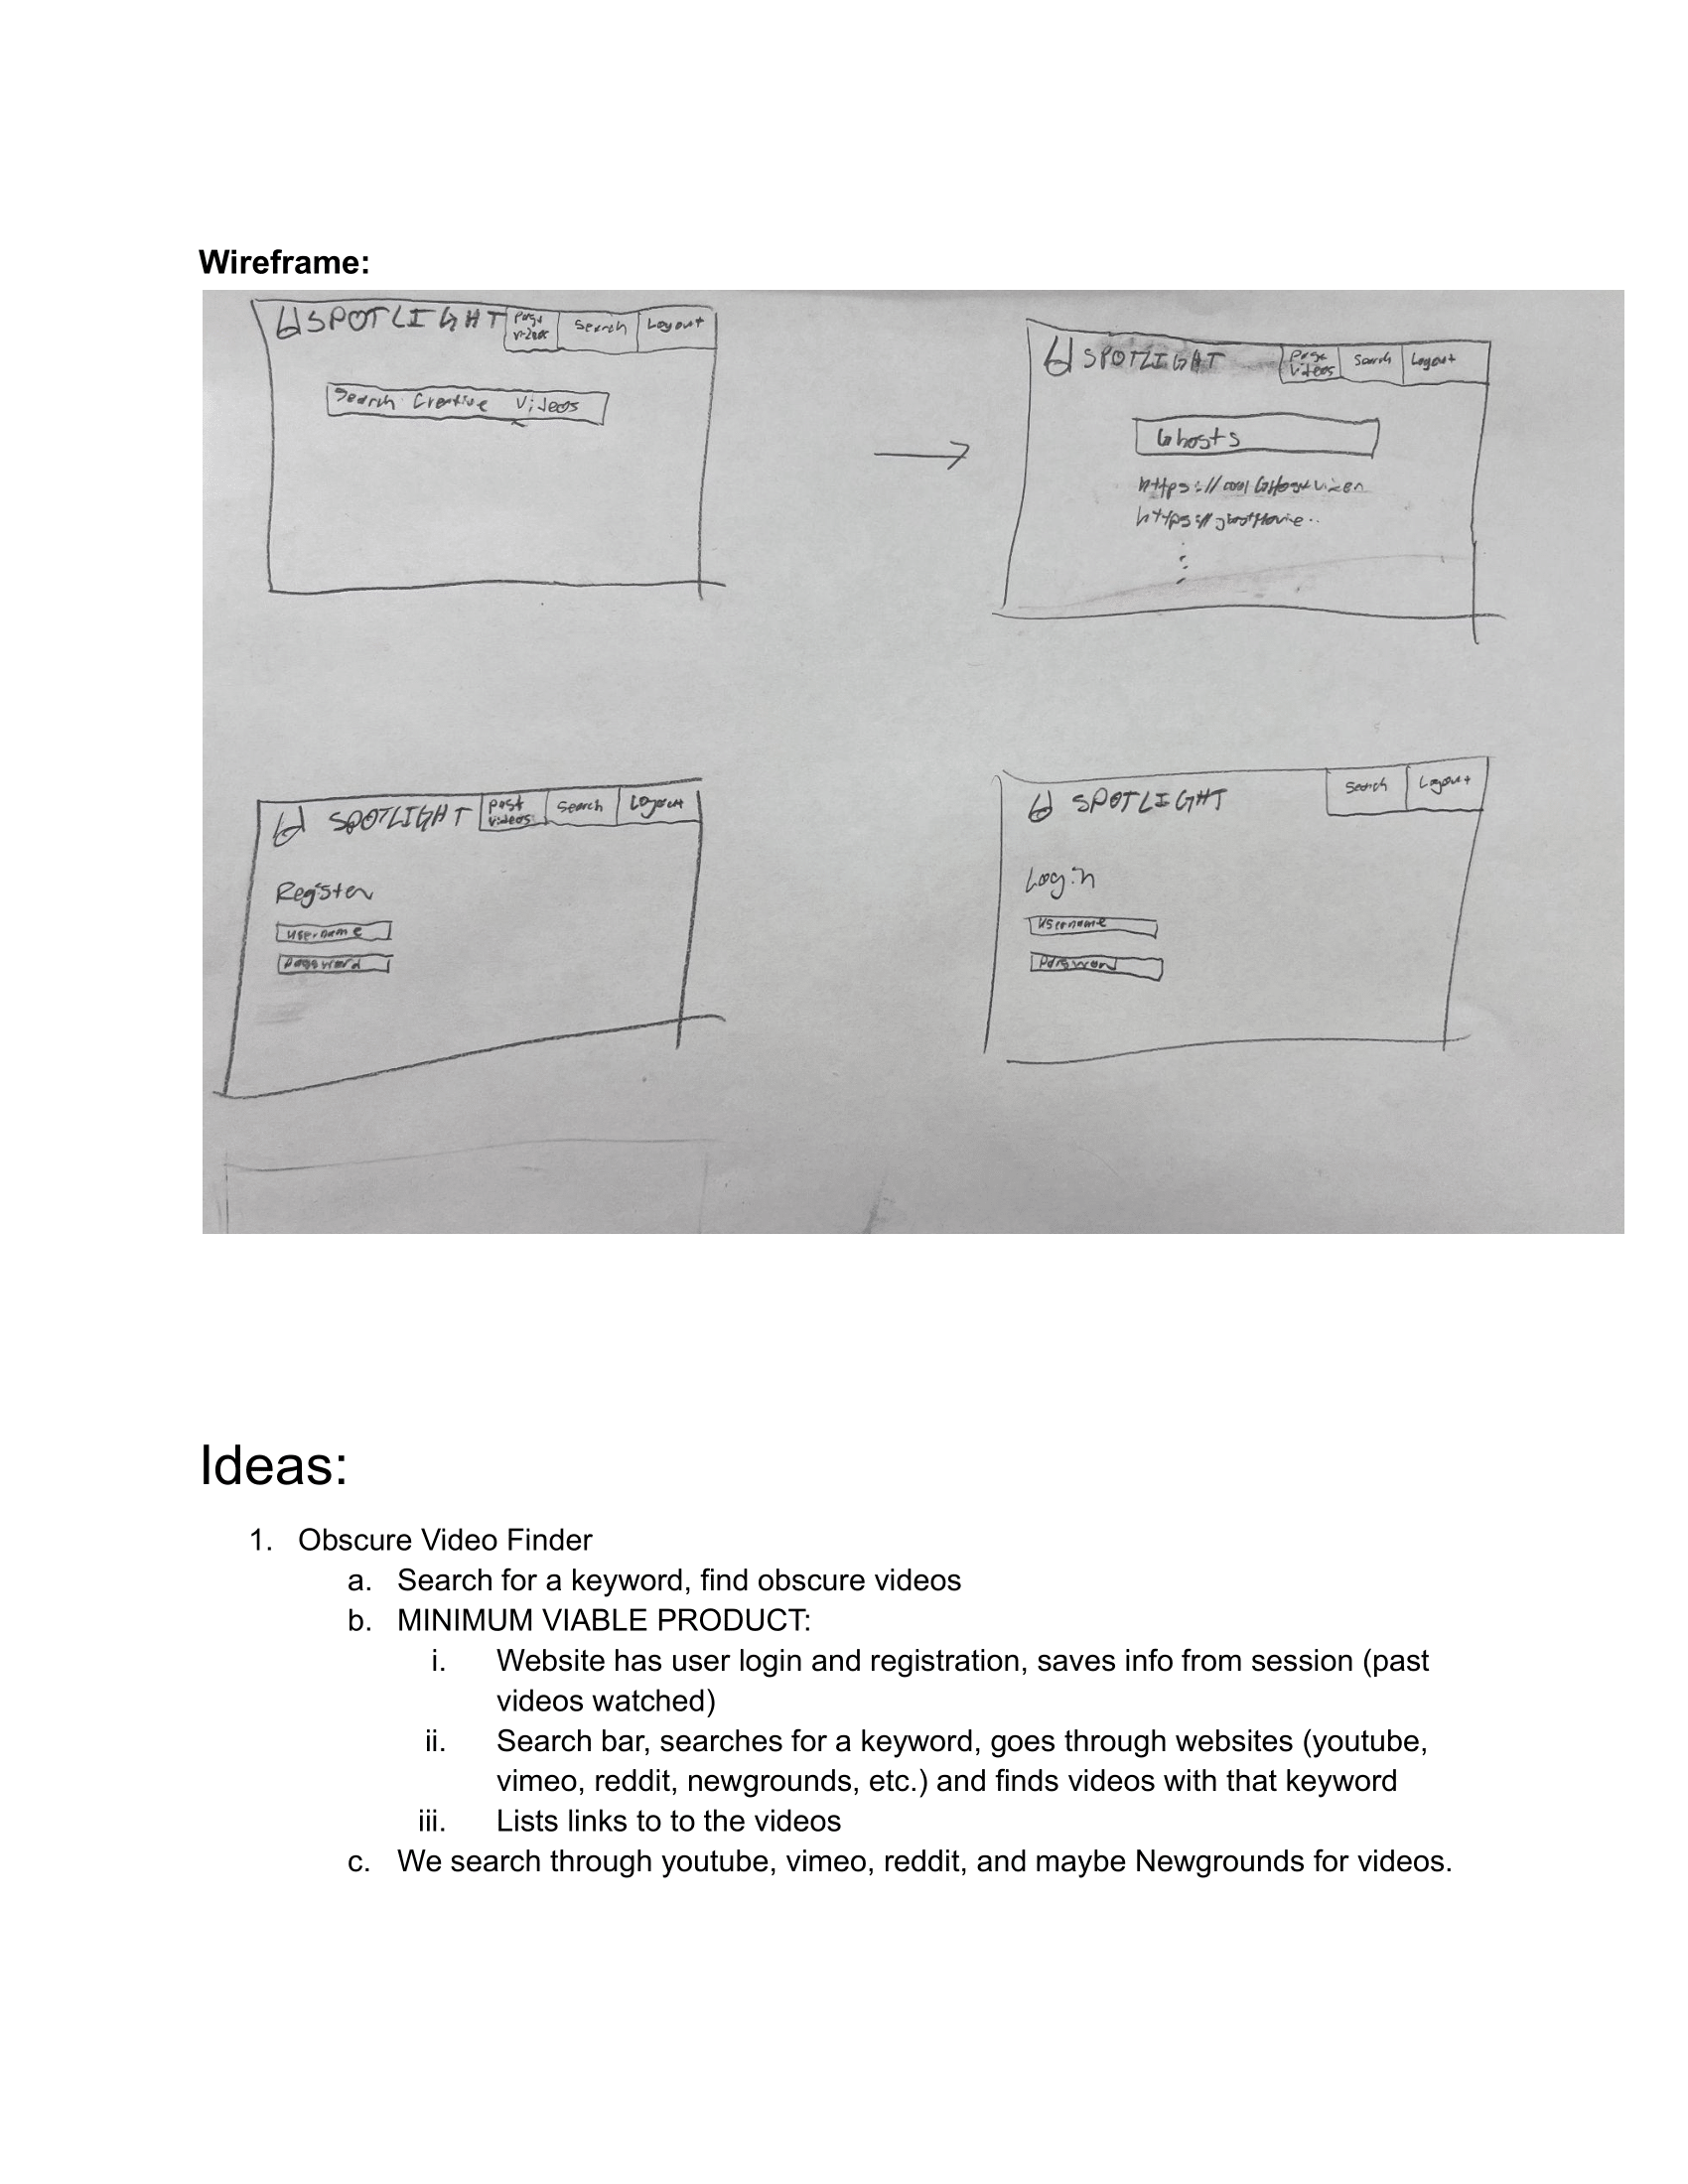 Wireframe:
SPOTLIGHT
Past
videos
Search
Logout
Search Creative Videos
SPOTLIGHT
Past
Videos
Search
Logout
Ghosts
https://cool
https://ghostMovie..
SPOTLIGHT
past
videos
Search
Logout
Register
username
password
SPOTLIGHT
Search
Logout
Login
Username
Password
Ideas:
1. Obscure Video Finder
a. Search for a keyword, find obscure videos
b. MINIMUM VIABLE PRODUCT:
i. Website has user login and registration, saves info from session (past
videos watched)
ii. Search bar, searches for a keyword, goes through websites (youtube,
vimeo, reddit, newgrounds, etc.) and finds videos with that keyword
iii. Lists links to to the videos
c. We search through youtube, vimeo, reddit, and maybe Newgrounds for videos.